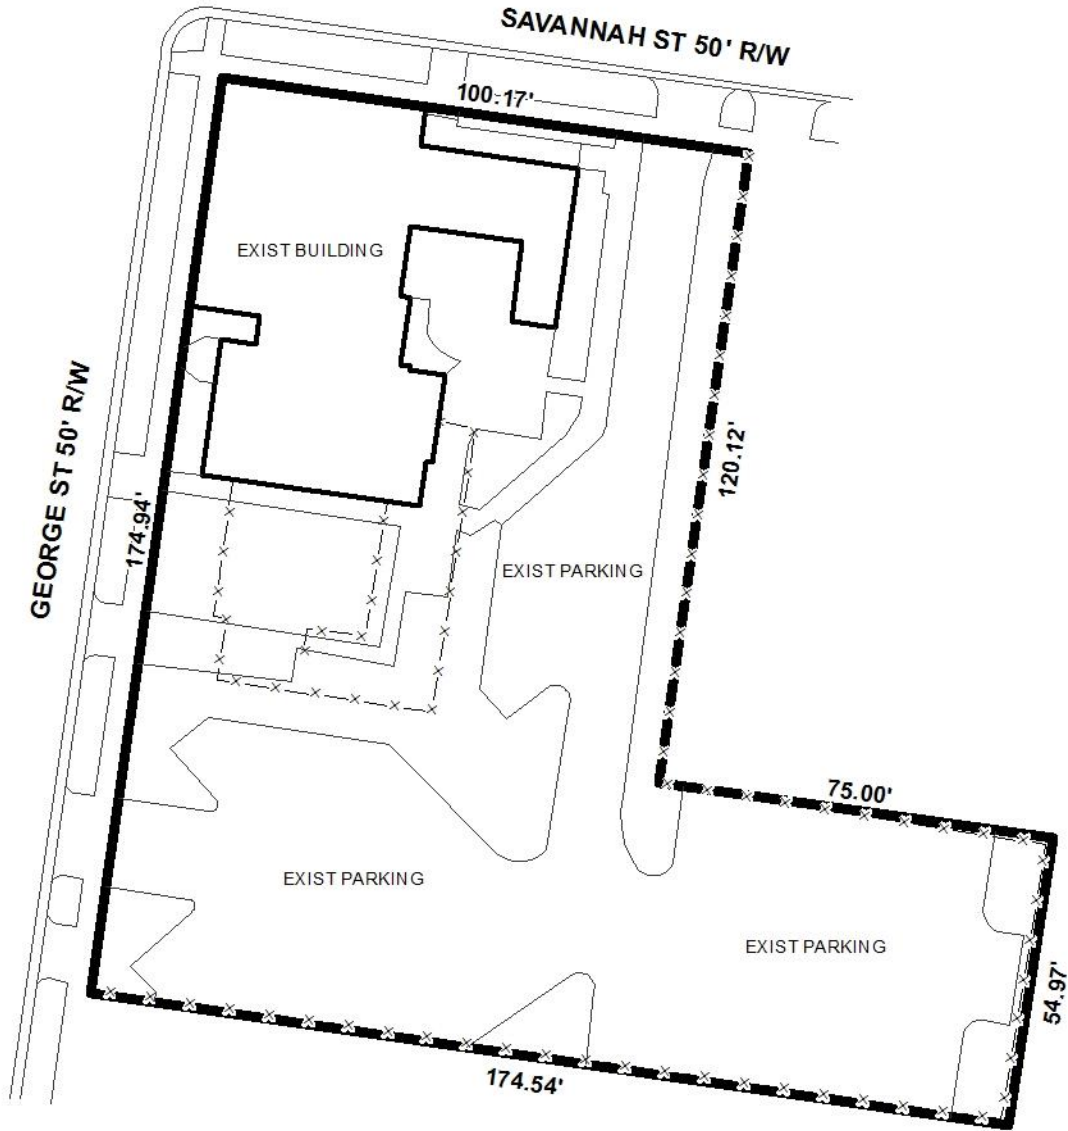 SAVANNAH ST 50' R/W
100.17'
EXIST BUILDING
GEORGE ST 50' R/W
174.94'
120.12'
EXIST PARKING
75.00'
EXIST PARKING
EXIST PARKING
54.97'
174.54'